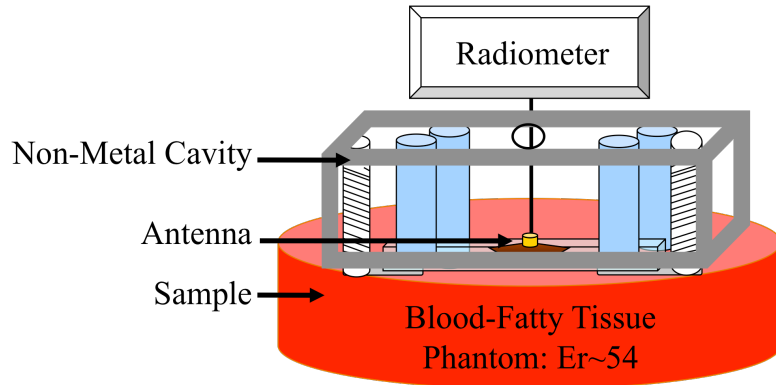 Radiometer
Non-Metal Cavity
Antenna
Sample
Blood-Fatty Tissue
Phantom: Er~54